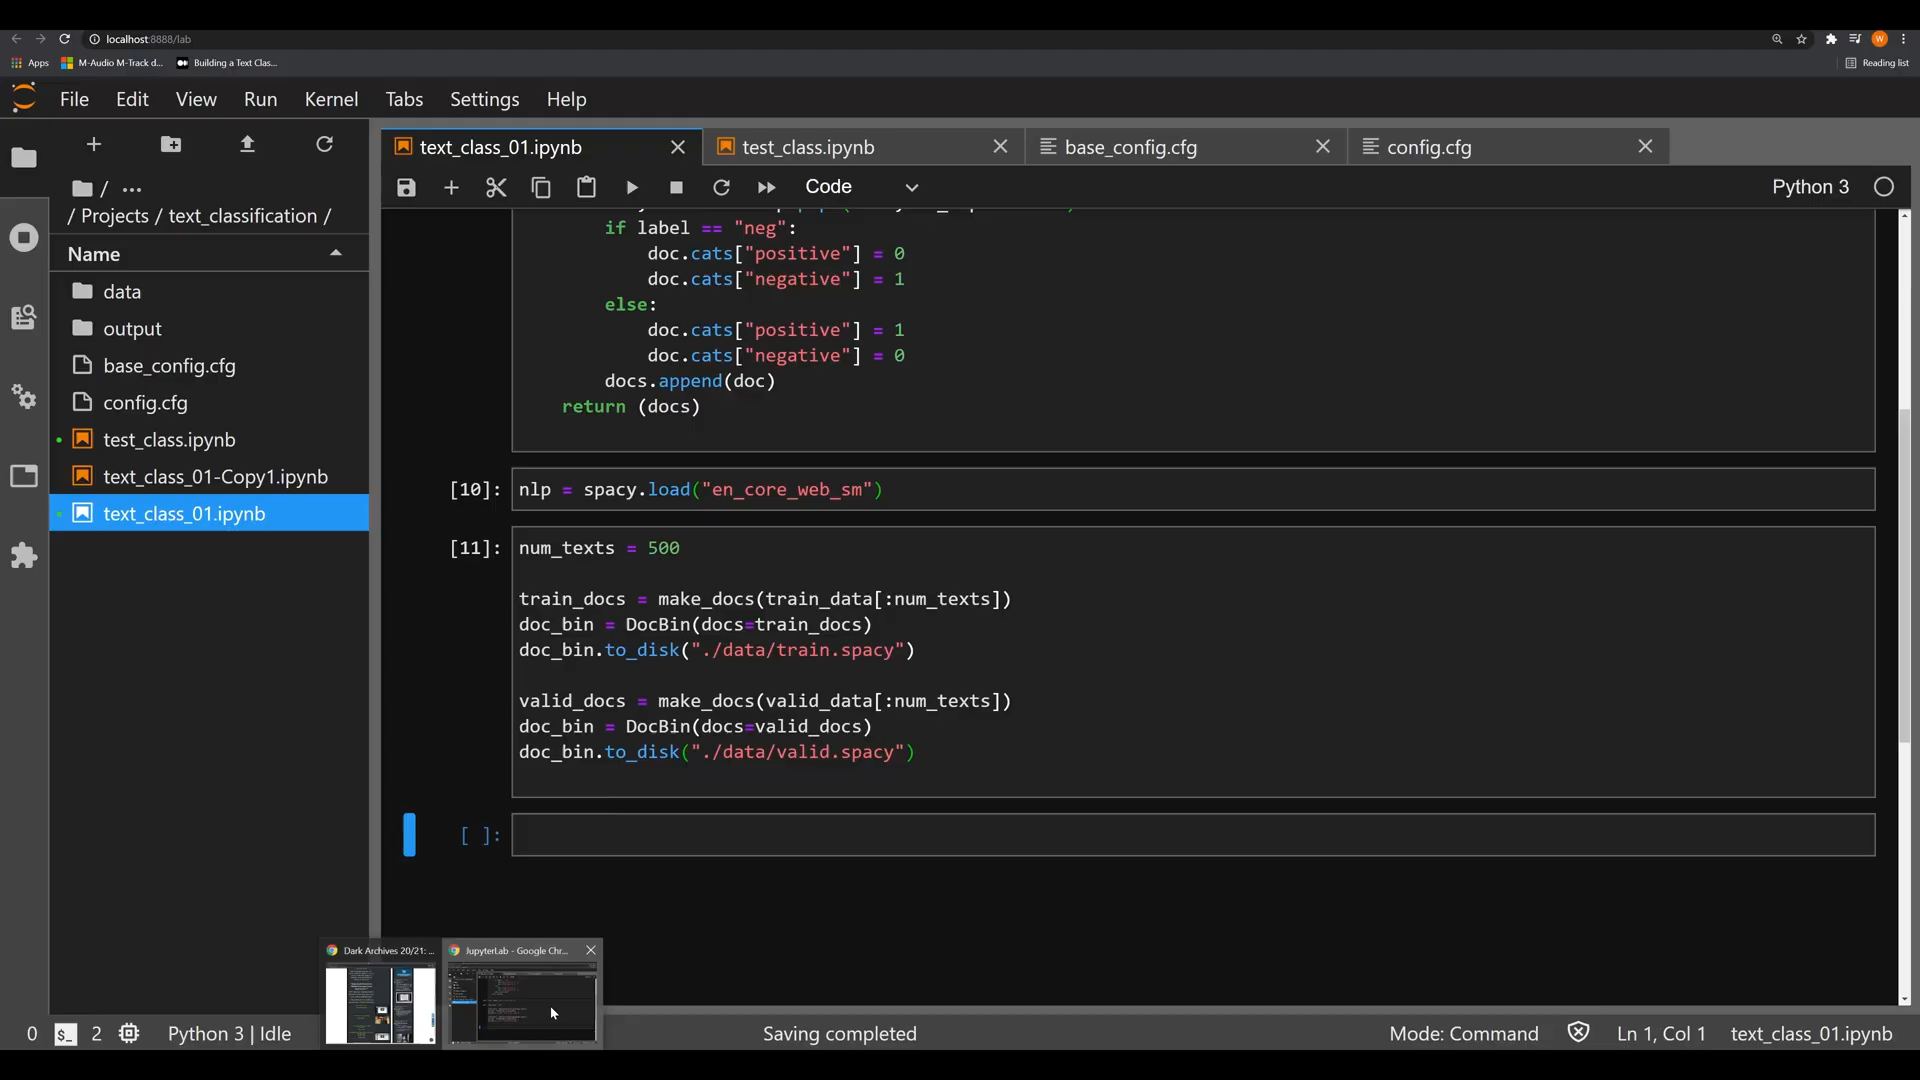 localhost:8888/lab
W
Apps
M-Audio M-Track d...
Building a Text Clas...
Reading list
File
Edit
View
Run
Kernel
Tabs
Settings
Help
text_class_01.ipynb
test_class.ipynb
base_config.cfg
config.cfg
Code
Python 3
/ ...
/ Projects / text_classification /
Name
data
output
base_config.cfg
config.cfg
test_class.ipynb
text_class_01-Copy1.ipynb
text_class_01.ipynb
if label == "neg":
doc.cats["positive"] = 0
doc.cats["negative"] = 1
else:
doc.cats["positive"] = 1
doc.cats["negative"] = 0
docs.append(doc)
return (docs)
[10]: nlp = spacy.load("en_core_web_sm")
[11]: num_texts = 500
train_docs = make_docs(train_data[:num_texts])
doc_bin = DocBin(docs=train_docs)
doc_bin.to_disk("./data/train.spacy")
valid_docs = make_docs(valid_data[:num_texts])
doc_bin = DocBin(docs=valid_docs)
doc_bin.to_disk("./data/valid.spacy")
[ ]:
Dark Archives 20/21: ...
JupyterLab - Google Chr...
0
$_
2
Python 3 | Idle
Saving completed
Mode: Command
Ln 1, Col 1
text_class_01.ipynb